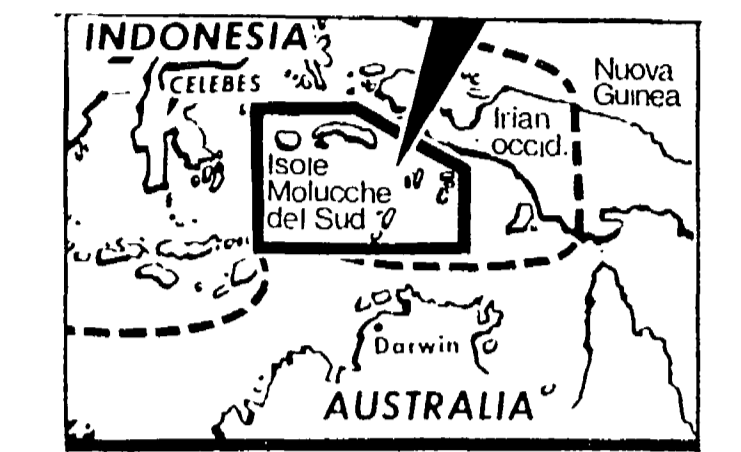 INDONESIA
CELEBES
Nuova
Guinea
Irian
occid.
Isole
Molucche
del Sud
Darwin
AUSTRALIA